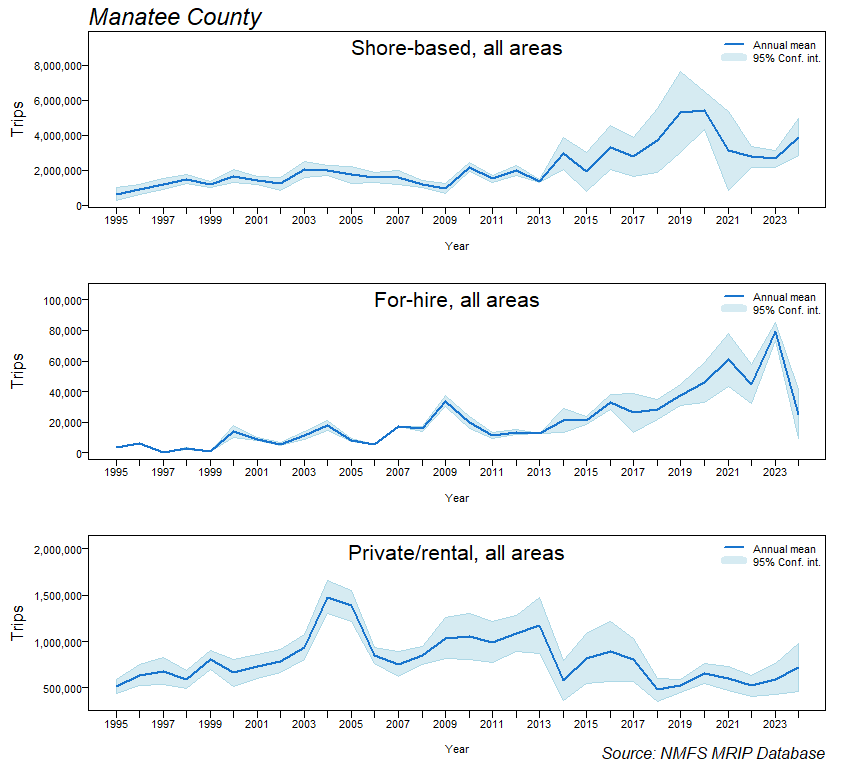 Manatee County
Shore-based, all areas
Annual mean
95% Conf. int.
Trips
8,000,000
6,000,000
4,000,000
2,000,000
0
1995 1997 1999 2001 2003 2005 2007 2009 2011 2013 2015 2017 2019 2021 2023
Year
For-hire, all areas
Annual mean
95% Conf. int.
Trips
100,000
80,000
60,000
40,000
20,000
0
1995 1997 1999 2001 2003 2005 2007 2009 2011 2013 2015 2017 2019 2021 2023
Year
Private/rental, all areas
Annual mean
95% Conf. int.
Trips
2,000,000
1,500,000
1,000,000
500,000
1995 1997 1999 2001 2003 2005 2007 2009 2011 2013 2015 2017 2019 2021 2023
Year
Source: NMFS MRIP Database